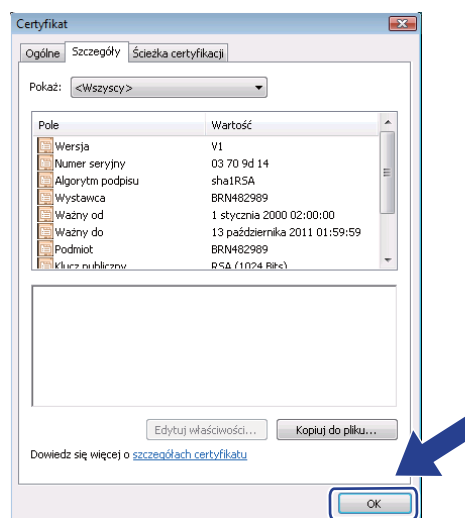 Certyfikat
Ogólne Szczegóły Ścieżka certyfikacji
Pokaż: <Wszyscy>
Pole Wartość
Wersja V1
Numer seryjny 03 70 9d 14
Algorytm podpisu sha1RSA
Wystawca BRN482989
Ważny od 1 stycznia 2000 02:00:00
Ważny do 13 października 2011 01:59:59
Podmiot BRN482989
Klucz publiczny RSA (1024 Bits)
Edytuj właściwości... Kopiuj do pliku...
Dowiedz się więcej o szczegółach certyfikatu
OK